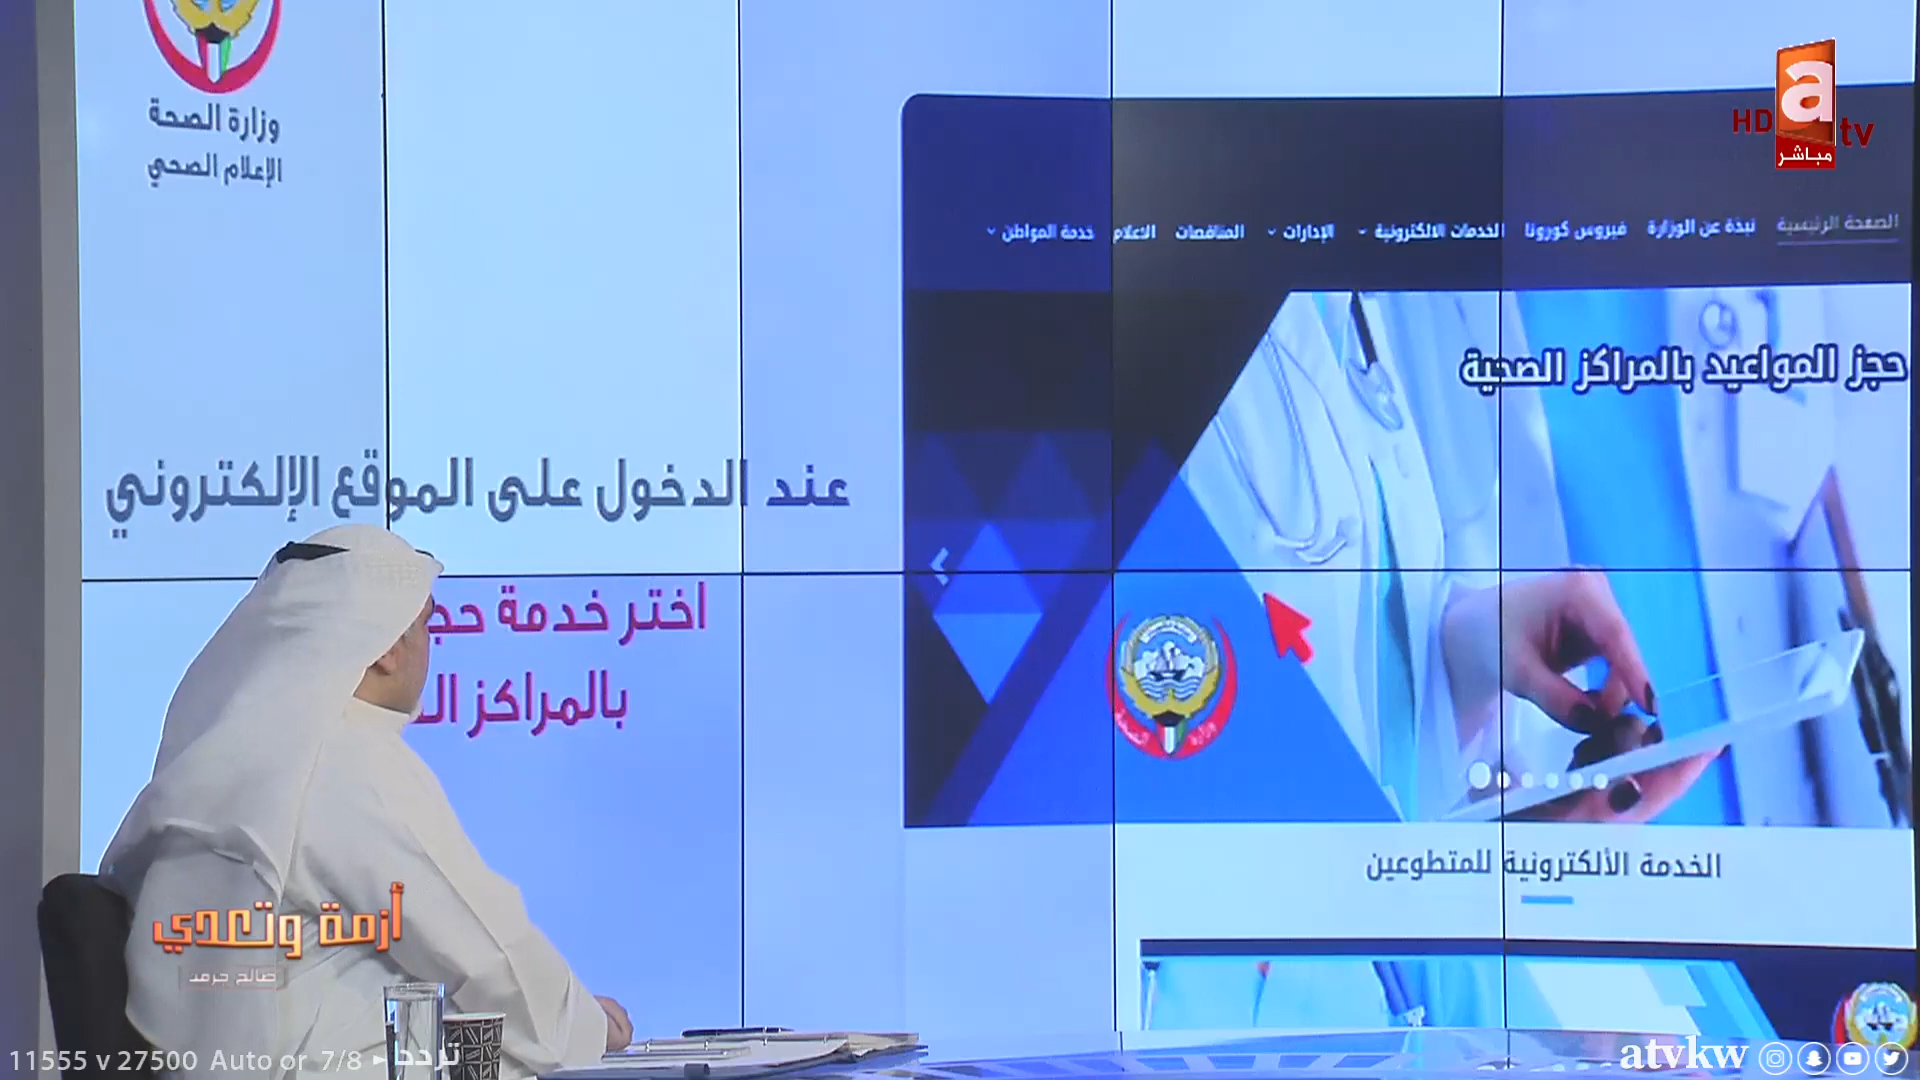 HD a tv
مباشر
وزارة الصحة
الإعلام الصحي
الصفحة الرئيسية نبذة عن الوزارة فيروس كورونا الخدمات الالكترونية الإدارات المناقصات الاعلام خدمة المواطن
حجز المواعيد بالمراكز الصحية
عند الدخول على الموقع الإلكتروني
اختر خدمة
بالمراكز
الخدمة الألكترونية للمتطوعين
أزمة وتعدي
صالح جرمد
11555 v 27500 Auto or 7/8 تردد
atvkw